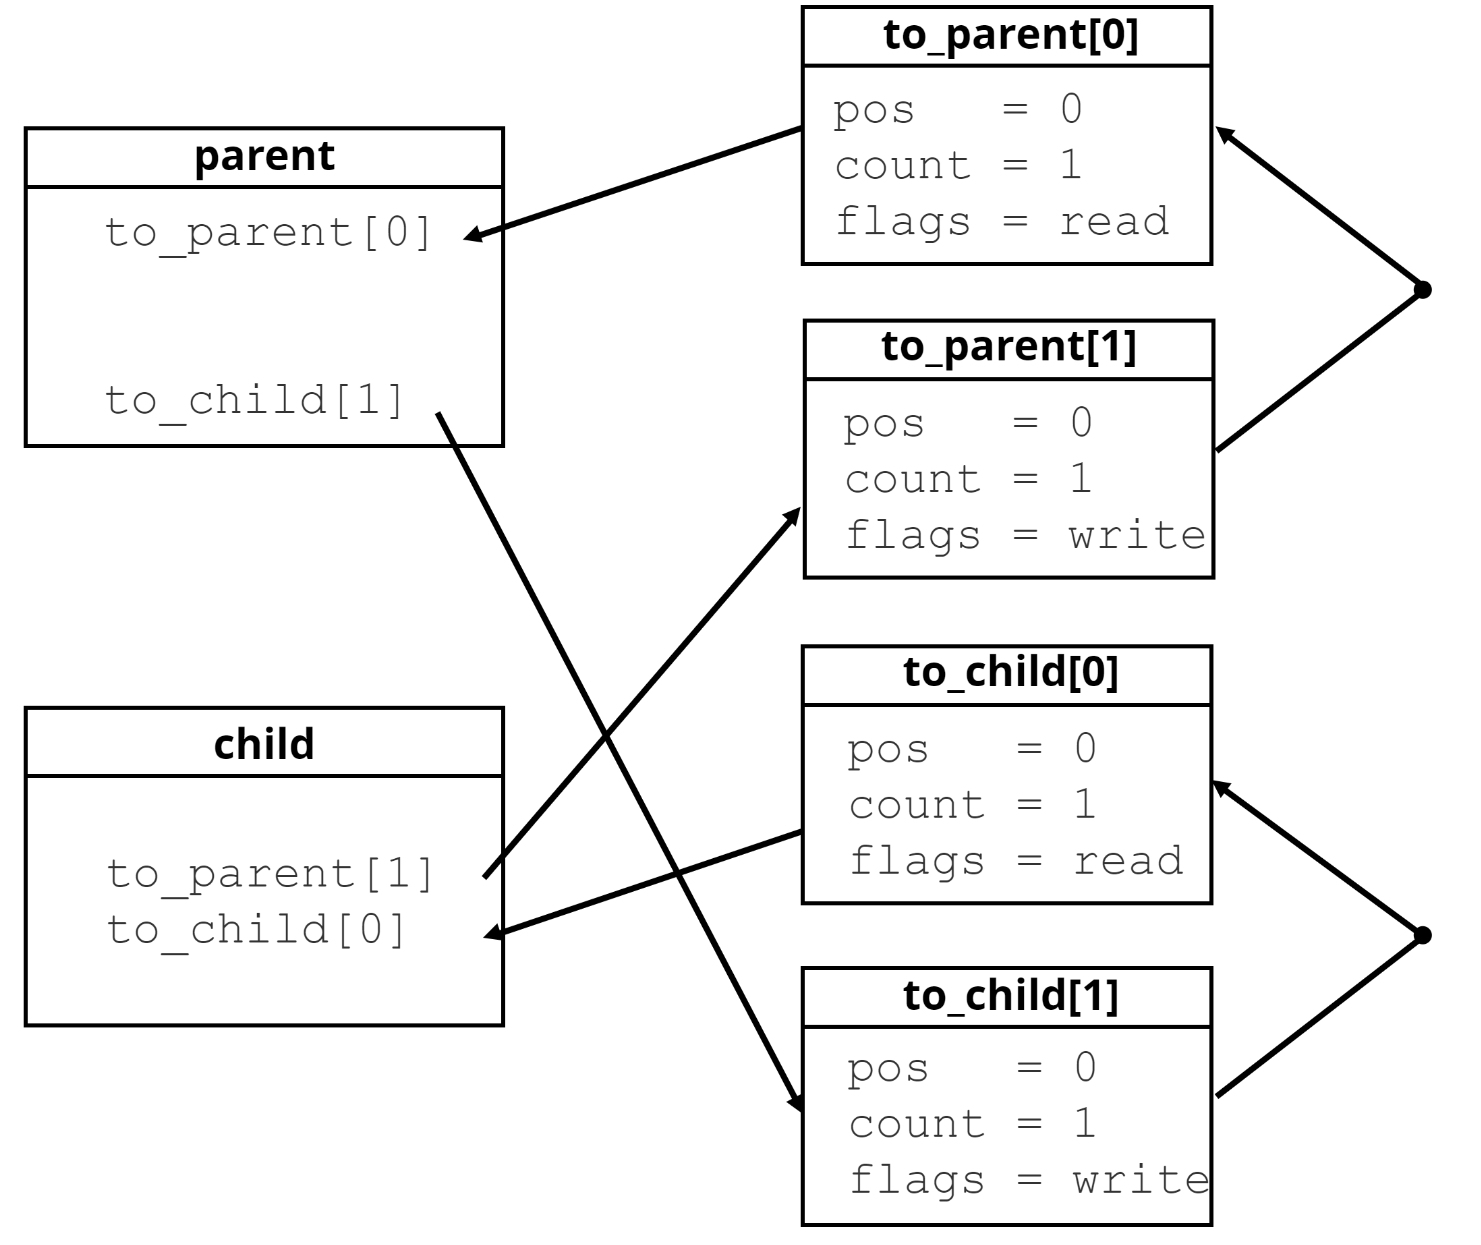 parent
to_parent[0]
to_child[1]
child
to_parent[1]
to_child[0]
to_parent[0]
pos   = 0
count = 1
flags = read
to_parent[1]
pos   = 0
count = 1
flags = write
to_child[0]
pos   = 0
count = 1
flags = read
to_child[1]
pos   = 0
count = 1
flags = write